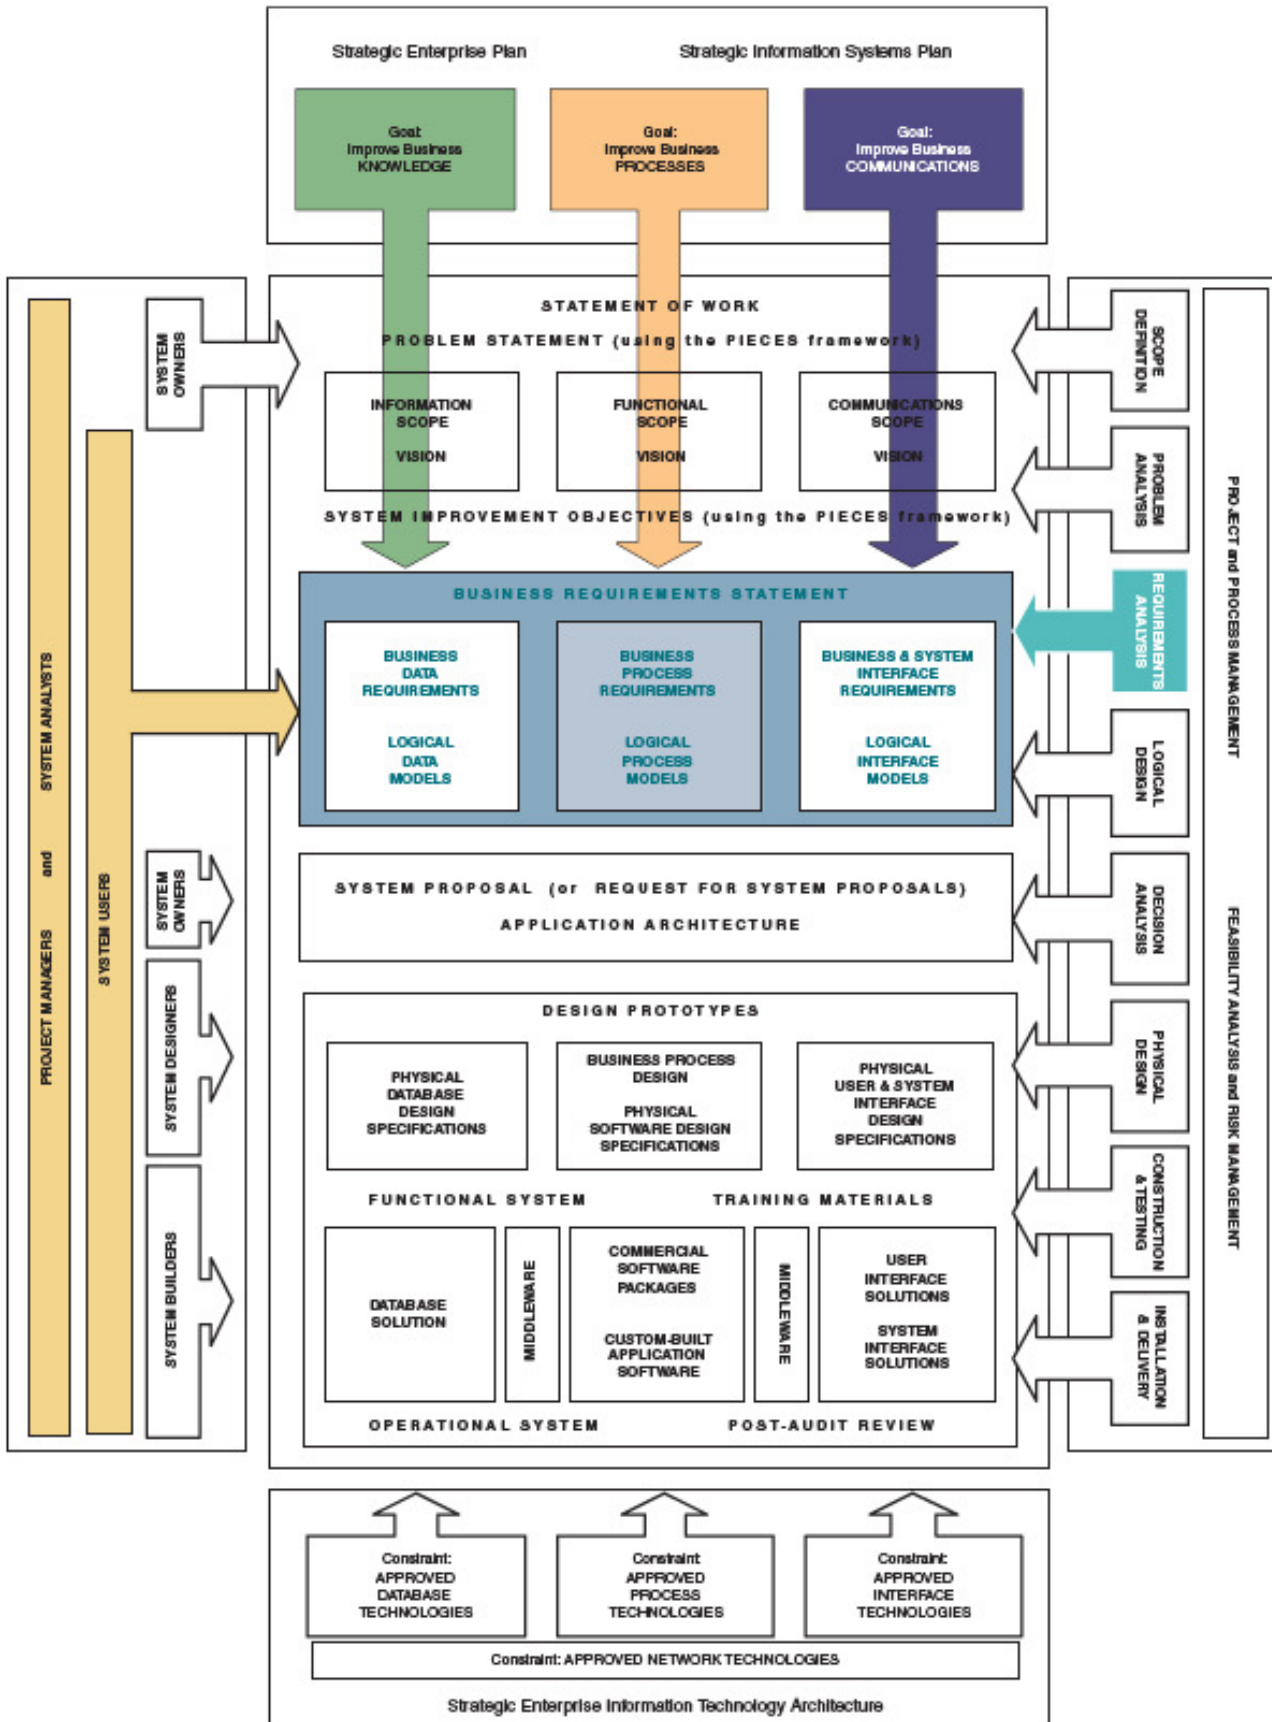 Strategic Enterprise Plan
Strategic Information Systems Plan
Goal:
Improve Business
KNOWLEDGE
Goal:
Improve Business
PROCESSES
Goal:
Improve Business
COMMUNICATIONS
STATEMENT OF WORK
PROBLEM STATEMENT (using the PIECES framework)
INFORMATION
SCOPE
VISION
FUNCTIONAL
SCOPE
VISION
COMMUNICATIONS
SCOPE
VISION
SYSTEM IMPROVEMENT OBJECTIVES (using the PIECES framework)
BUSINESS REQUIREMENTS STATEMENT
BUSINESS
DATA
REQUIREMENTS
LOGICAL
DATA
MODELS
BUSINESS
PROCESS
REQUIREMENTS
LOGICAL
PROCESS
MODELS
BUSINESS & SYSTEM
INTERFACE
REQUIREMENTS
LOGICAL
INTERFACE
MODELS
SYSTEM PROPOSAL (or REQUEST FOR SYSTEM PROPOSALS)
APPLICATION ARCHITECTURE
DESIGN PROTOTYPES
PHYSICAL
DATABASE
DESIGN
SPECIFICATIONS
BUSINESS PROCESS
DESIGN
PHYSICAL
SOFTWARE DESIGN
SPECIFICATIONS
PHYSICAL
USER & SYSTEM
INTERFACE
DESIGN
SPECIFICATIONS
FUNCTIONAL SYSTEM
TRAINING MATERIALS
DATABASE
SOLUTION
MIDDLEWARE
COMMERCIAL
SOFTWARE
PACKAGES
CUSTOM-BUILT
APPLICATION
SOFTWARE
MIDDLEWARE
USER
INTERFACE
SOLUTIONS
SYSTEM
INTERFACE
SOLUTIONS
OPERATIONAL SYSTEM
POST-AUDIT REVIEW
PROJECT MANAGERS and SYSTEM ANALYSTS
SYSTEM USERS
SYSTEM
OWNERS
SYSTEM
OWNERS
SYSTEM DESIGNERS
SYSTEM BUILDERS
SCOPE
DEFINITION
PROBLEM
ANALYSIS
REQUIREMENTS
ANALYSIS
LOGICAL
DESIGN
DECISION
ANALYSIS
PHYSICAL
DESIGN
CONSTRUCTION
& TESTING
INSTALLATION
& DELIVERY
PROJECT and PROCESS MANAGEMENT
FEASIBILITY ANALYSIS and RISK MANAGEMENT
Constraint:
APPROVED
DATABASE
TECHNOLOGIES
Constraint:
APPROVED
PROCESS
TECHNOLOGIES
Constraint:
APPROVED
INTERFACE
TECHNOLOGIES
Constraint: APPROVED NETWORK TECHNOLOGIES
Strategic Enterprise Information Technology Architecture